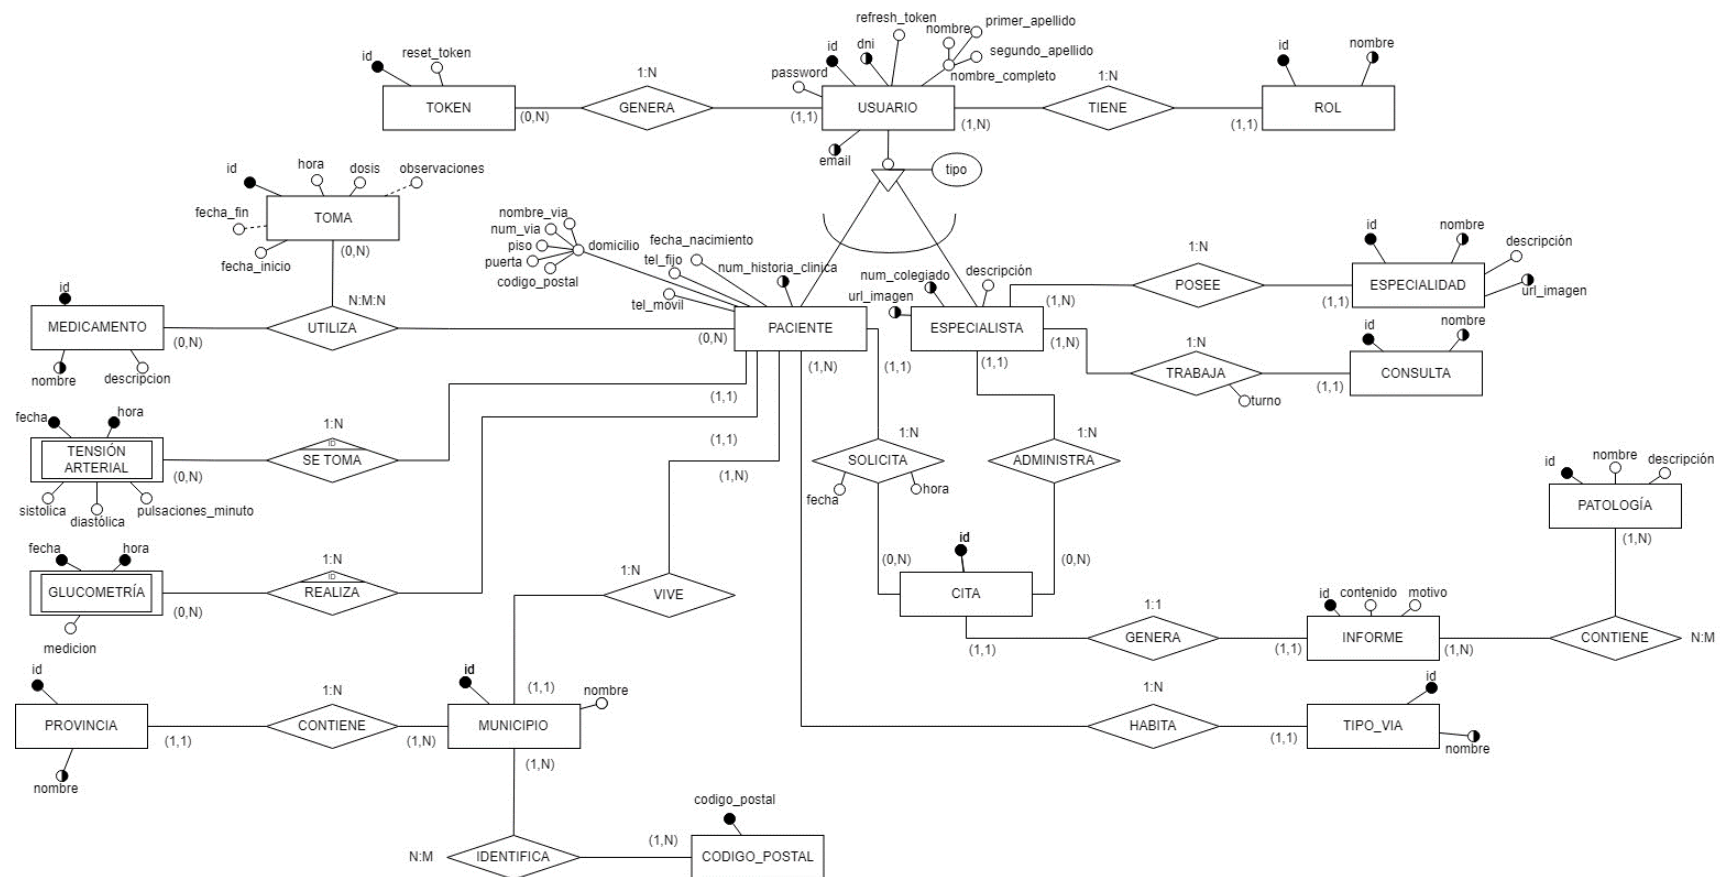 refresh_token
primer_apellido
nombre
id
dni
segundo_apellido
nombre_completo
password
id
reset_token
id
nombre
1:N
1:N
TOKEN
GENERA
USUARIO
TIENE
ROL
(0,N)
(1,1)
(1,N)
(1,1)
email
tipo
id
hora
dosis
observaciones
fecha_fin
TOMA
fecha_inicio
(0,N)
nombre_via
num_via
piso
puerta
codigo_postal
domicilio
fecha_nacimiento
tel_fijo
num_historia_clinica
tel_movil
num_colegiado
descripción
url_imagen
1:N
id
nombre
descripción
POSEE
ESPECIALIDAD
url_imagen
(1,N)
(1,1)
id
N:M:N
MEDICAMENTO
UTILIZA
PACIENTE
ESPECIALISTA
(0,N)
(0,N)
(1,N)
(1,1)
(1,1)
(1,N)
nombre
descripcion
1:N
id
nombre
TRABAJA
CONSULTA
(1,1)
turno
(1,1)
fecha
hora
1:N
ID
TENSIÓN
ARTERIAL
SE TOMA
(0,N)
sistolica
diastólica
pulsaciones_minuto
(1,1)
(1,N)
1:N
SOLICITA
fecha
hora
1:N
ADMINISTRA
id
nombre
descripción
PATOLOGÍA
(1,N)
fecha
hora
1:N
ID
GLUCOMETRÍA
REALIZA
(0,N)
medicion
1:N
VIVE
id
(0,N)
(0,N)
CITA
(1,1)
1:1
GENERA
id
contenido
motivo
INFORME
(1,1)
(1,N)
CONTIENE
N:M
id
1:N
id
(1,1)
nombre
PROVINCIA
CONTIENE
MUNICIPIO
(1,1)
(1,N)
(1,N)
nombre
1:N
HABITA
id
TIPO_VIA
(1,1)
nombre
codigo_postal
N:M
IDENTIFICA
(1,N)
CODIGO_POSTAL